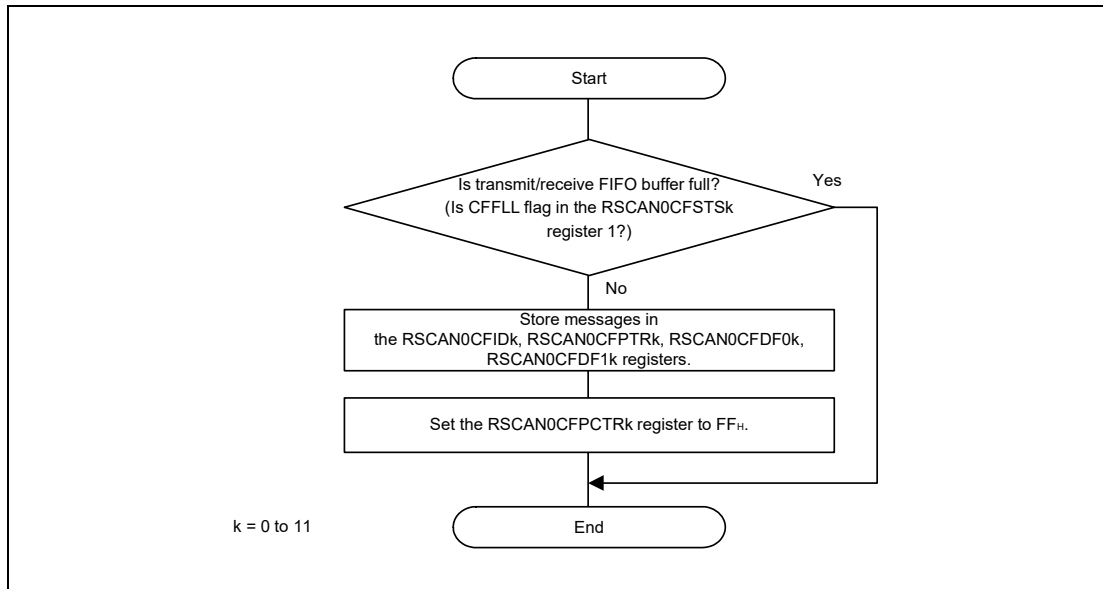 Start
Is transmit/receive FIFO buffer full?
(Is CFFLL flag in the RSCAN0CFSTSk
register 1?)
Yes
No
Store messages in
the RSCAN0CFIDk, RSCAN0CFPTRk, RSCAN0CFDF0k,
RSCAN0CFDF1k registers.
Set the RSCAN0CFPCTRk register to FFH.
k = 0 to 11
End